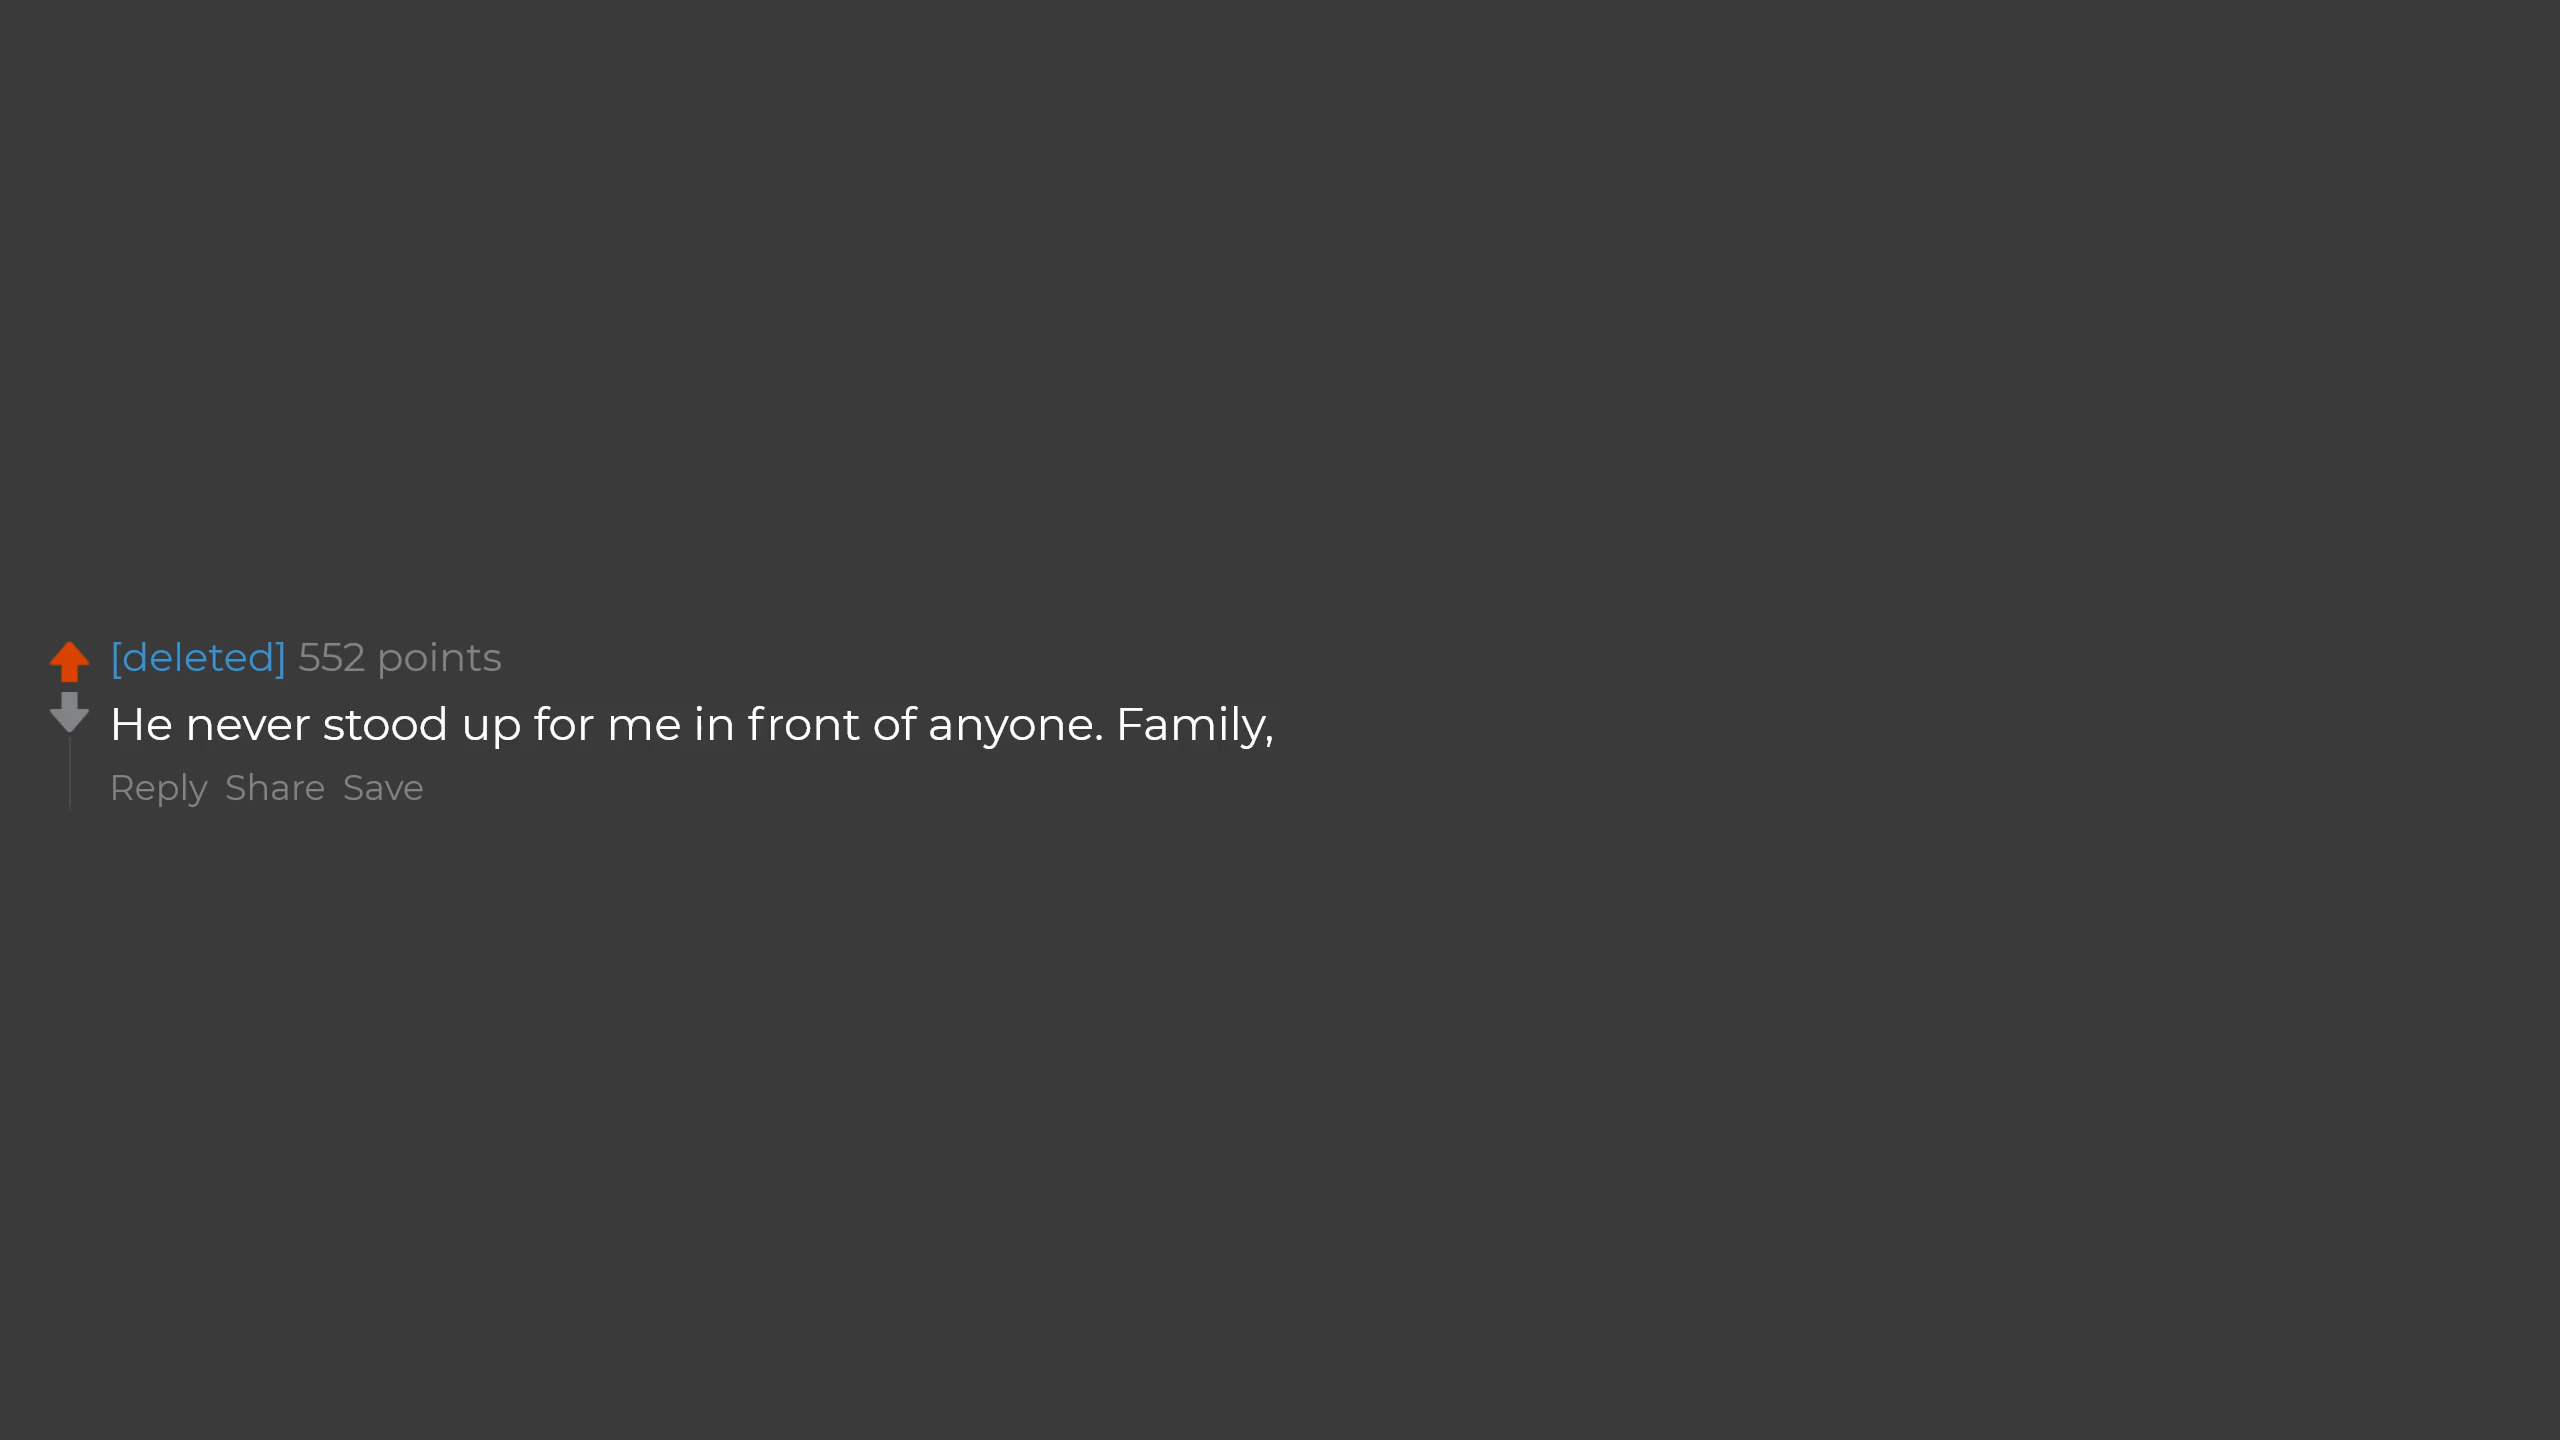 [deleted] 552 points
He never stood up for me in front of anyone. Family,
Reply Share Save